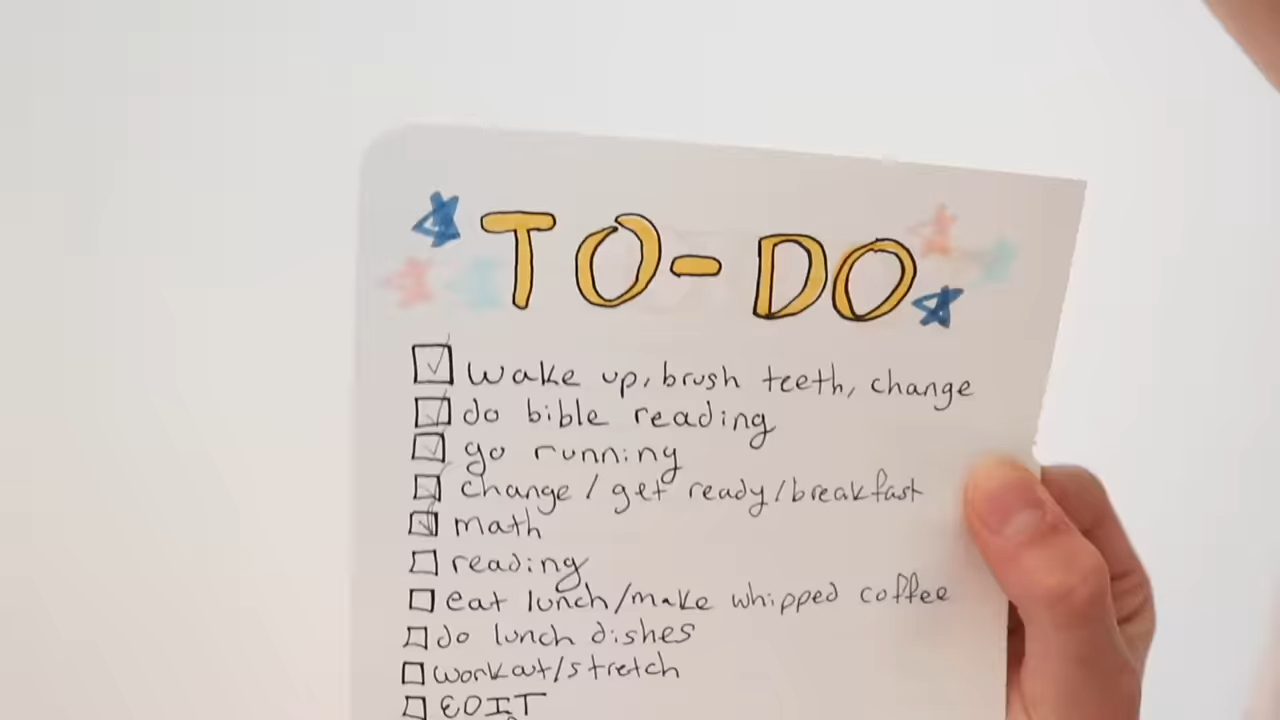 TO-DO
wake up, brush teeth, change
do bible reading
go running
change / get ready/breakfast
math
reading
eat lunch/make whipped coffee
do lunch dishes
workout/stretch
EDIT